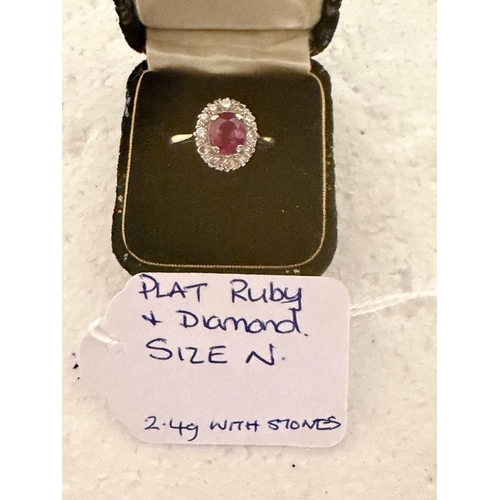 PLAT Ruby
+ Diamond.
SIZE N.
2.4g WITH STONES